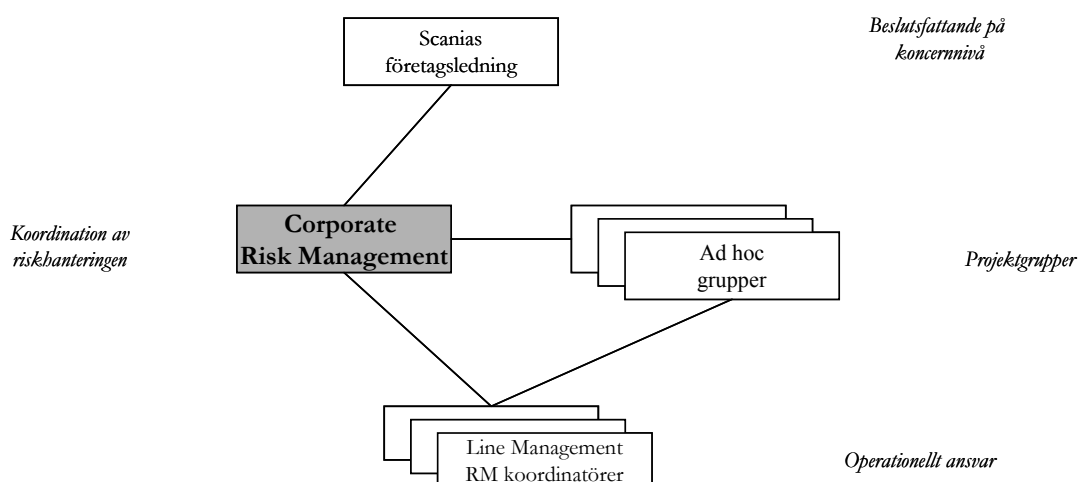 Scanias
företagsledning
Beslutsfattande på
koncernnivå
Koordination av
riskhanteringen
Corporate
Risk Management
Ad hoc
grupper
Projektgrupper
Line Management
RM koordinatörer
Operationellt ansvar